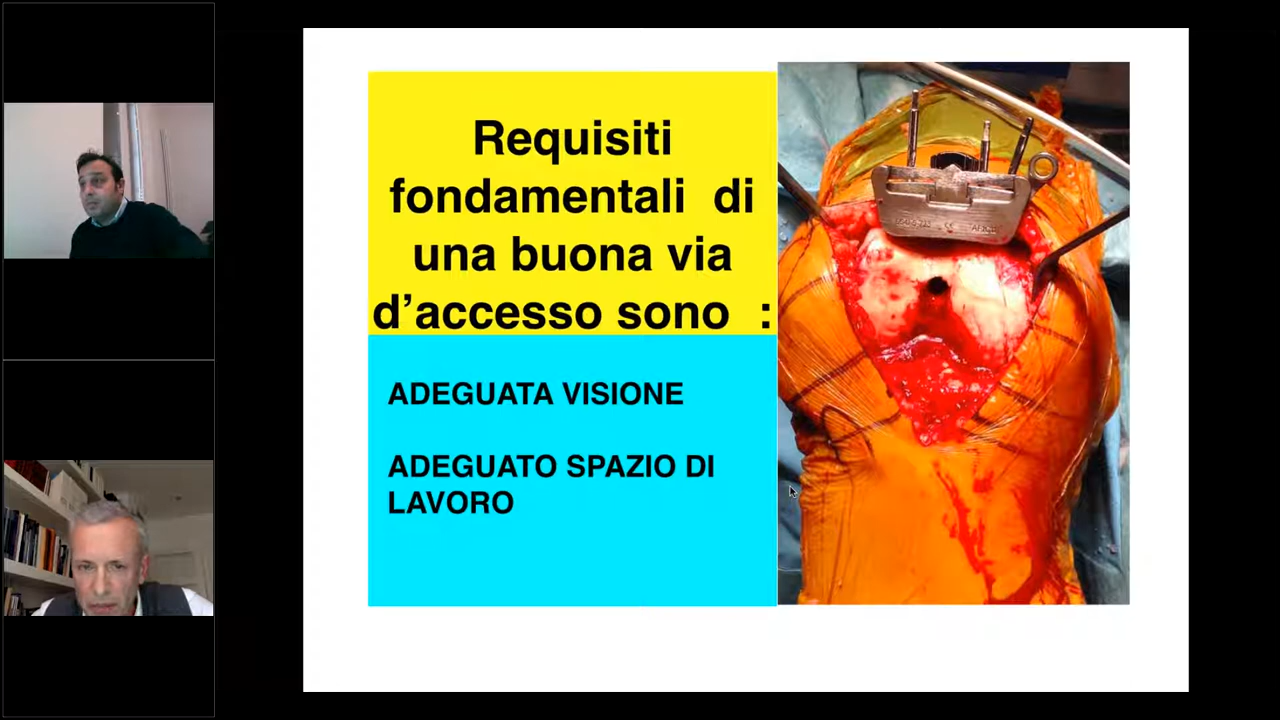 Requisiti
fondamentali di
una buona via
d’accesso sono :
ADEGUATA VISIONE
ADEGUATO SPAZIO DI
LAVORO